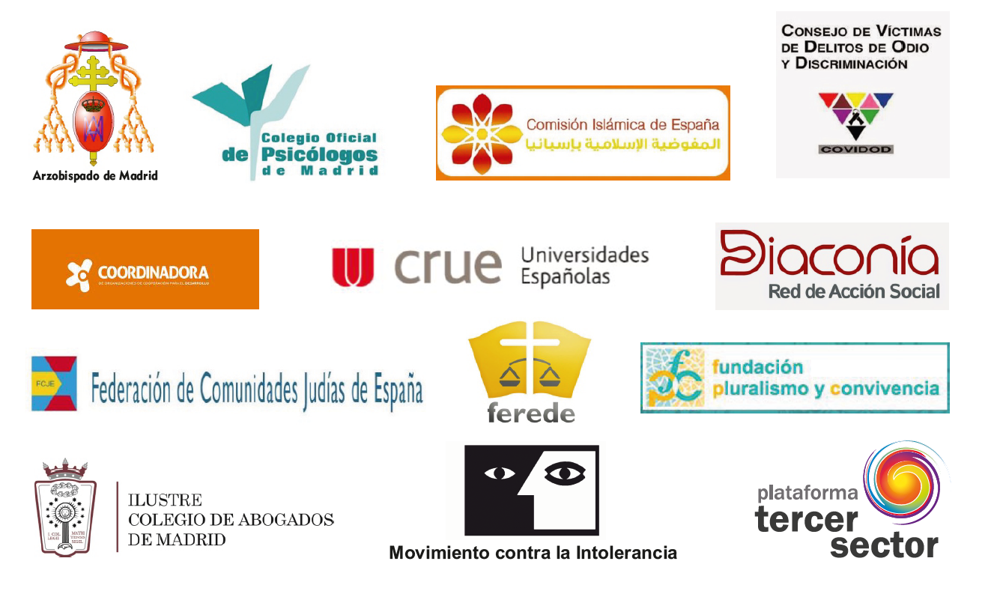 Arzobispado de Madrid
Colegio Oficial
de Psicólogos
de Madrid
Comisión Islámica de España
المفوضية الإسلامية بإسبانيا
CONSEJO DE VÍCTIMAS
DE DELITOS DE ODIO
Y DISCRIMINACIÓN
COVIDOD
COORDINADORA
DE ORGANIZACIONES DE COOPERACIÓN PARA EL DESARROLLO
crue
Universidades
Españolas
Diaconía
Red de Acción Social
FCJE
Federación de Comunidades Judías de España
ferede
fpc
fundación
pluralismo y convivencia
ILUSTRE
COLEGIO DE ABOGADOS
DE MADRID
Movimiento contra la Intolerancia
plataforma
tercer
sector